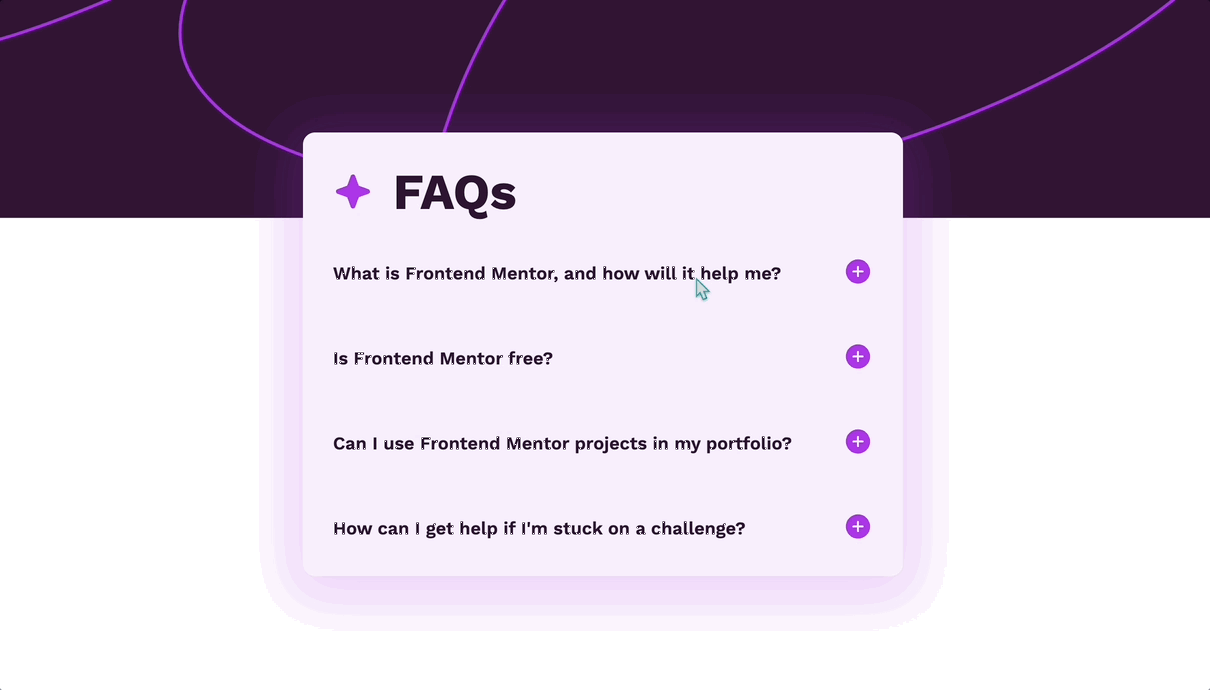 FAQs
What is Frontend Mentor, and how will it help me?
Is Frontend Mentor free?
Can I use Frontend Mentor projects in my portfolio?
How can I get help if I'm stuck on a challenge?